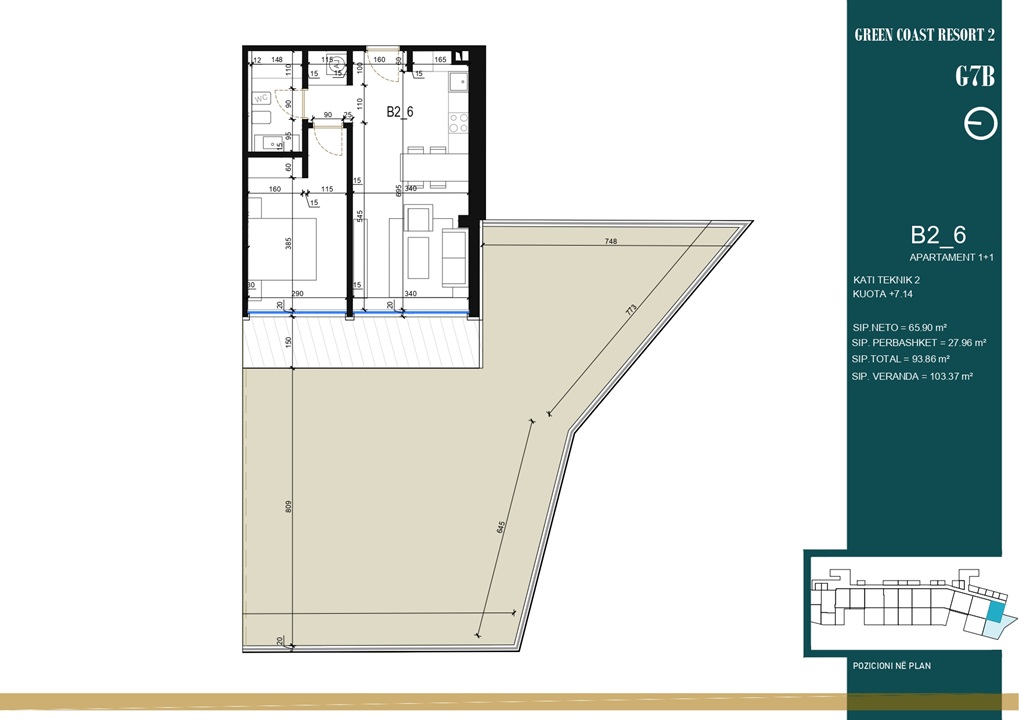 GREEN COAST RESORT 2
G7B
B2_6
APARTAMENT 1+1
KATI TEKNIK 2
KUOTA +7.14
SIP.NETO = 65.90 m²
SIP. PERBASHKET = 27.96 m²
SIP.TOTAL = 93.86 m²
SIP. VERANDA = 103.37 m²
POZICIONI NË PLAN
12 148 115 160 60 165
110 15 15 100 15
WC
90 90 25 110
B2_6
95 15
60 15
160 115 695 340
15
545
385
748
30 290 15 340
20 20
150
773
645
809
20